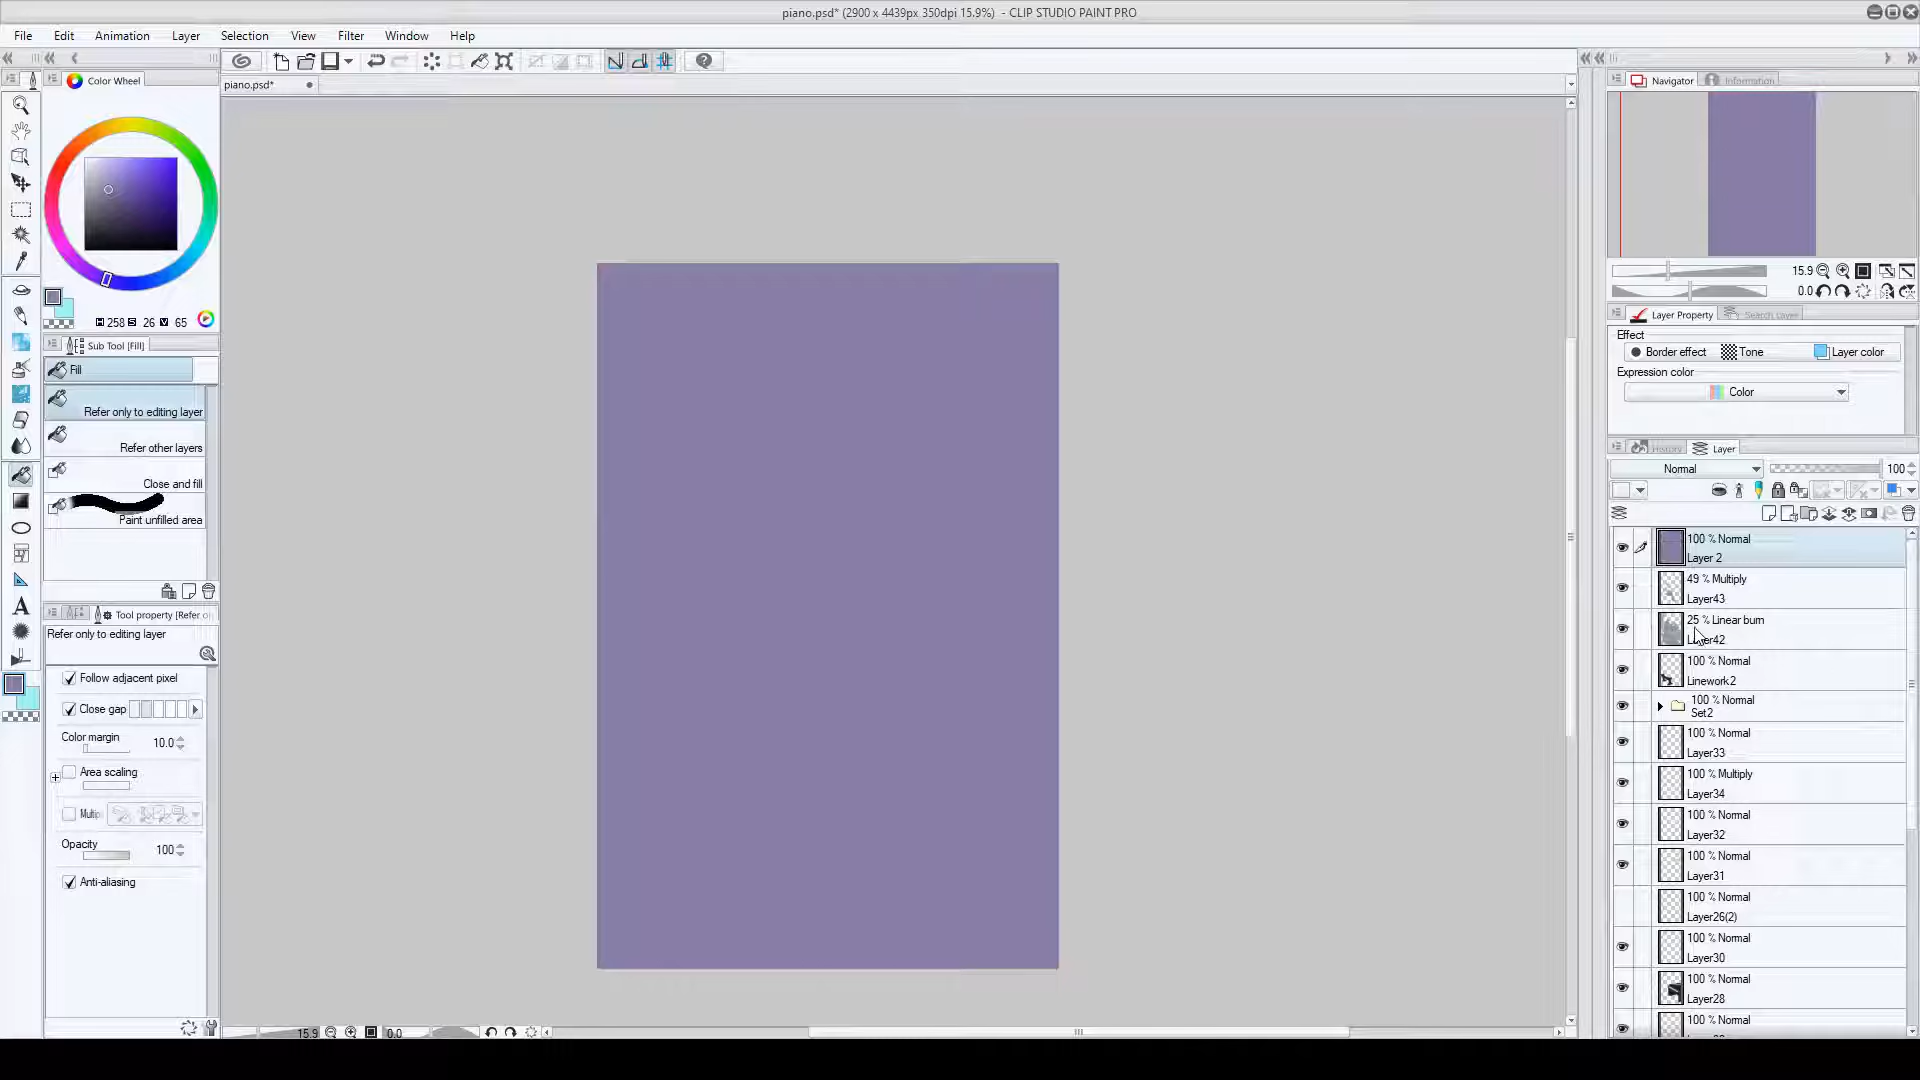 piano.psd* (2900 x 4439px 350dpi 15.9%) - CLIP STUDIO PAINT PRO
File Edit Animation Layer Selection View Filter Window Help
piano.psd*
Color Wheel
H 258 S 26 V 65
Sub Tool [Fill]
Fill
Refer only to editing layer
Refer other layers
Close and fill
Paint unfilled area
Tool property [Refer o
Refer only to editing layer
Follow adjacent pixel
Close gap
Color margin 10.0
Area scaling
Multip
Opacity 100
Anti-aliasing
15.9 0.0
Navigator Information
15.9
0.0
Layer Property Search Layer
Effect
Border effect Tone Layer color
Expression color
Color
History Layer
Normal 100
100 % Normal
Layer 2
49 % Multiply
Layer43
25 % Linear burn
Layer42
100 % Normal
Linework2
100 % Normal
Set2
100 % Normal
Layer33
100 % Multiply
Layer34
100 % Normal
Layer32
100 % Normal
Layer31
100 % Normal
Layer26(2)
100 % Normal
Layer30
100 % Normal
Layer28
100 % Normal